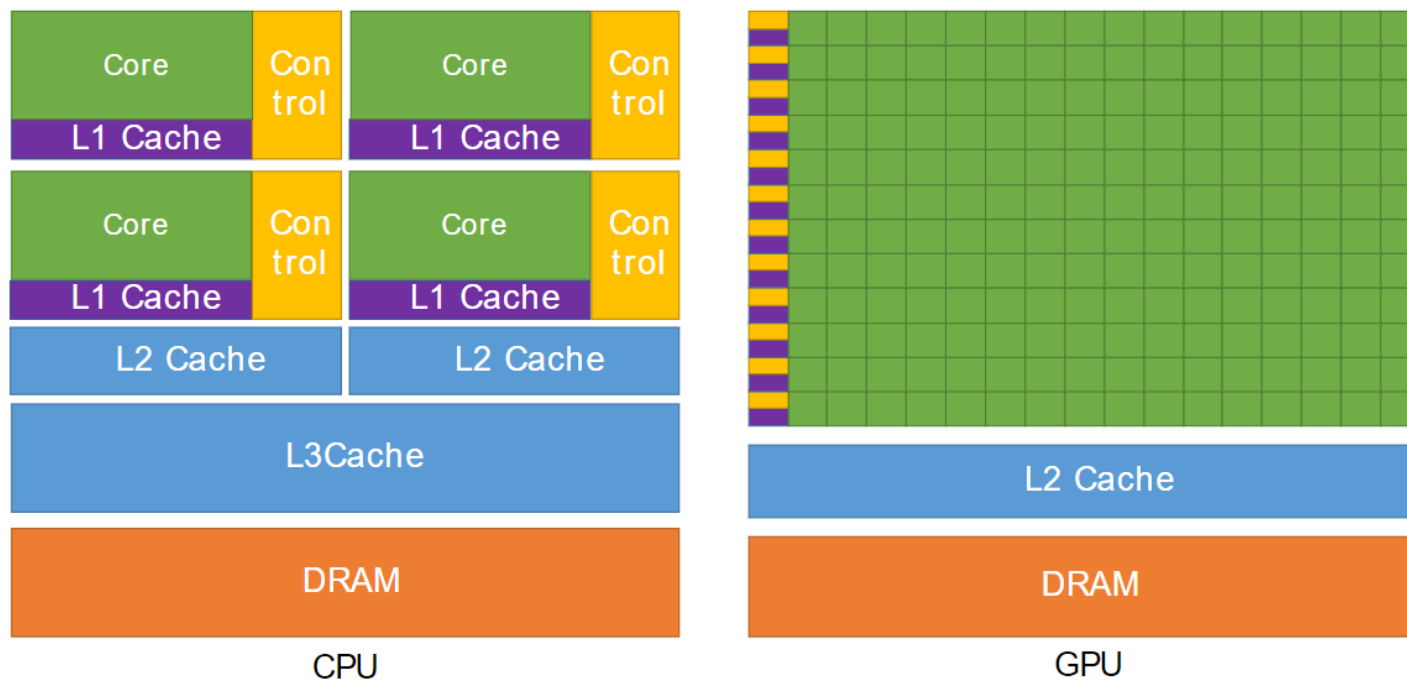 Core
Con
trol
Core
Con
trol
L1 Cache
L1 Cache
Core
Con
trol
Core
Con
trol
L1 Cache
L1 Cache
L2 Cache
L2 Cache
L3Cache
L2 Cache
DRAM
DRAM
CPU
GPU